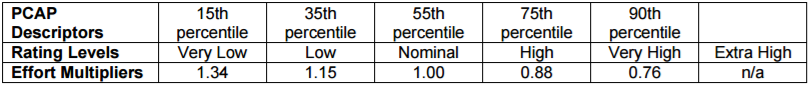 PCAP Descriptors 15th percentile 35th percentile 55th percentile 75th percentile 90th percentile
Rating Levels Very Low Low Nominal High Very High Extra High
Effort Multipliers 1.34 1.15 1.00 0.88 0.76 n/a